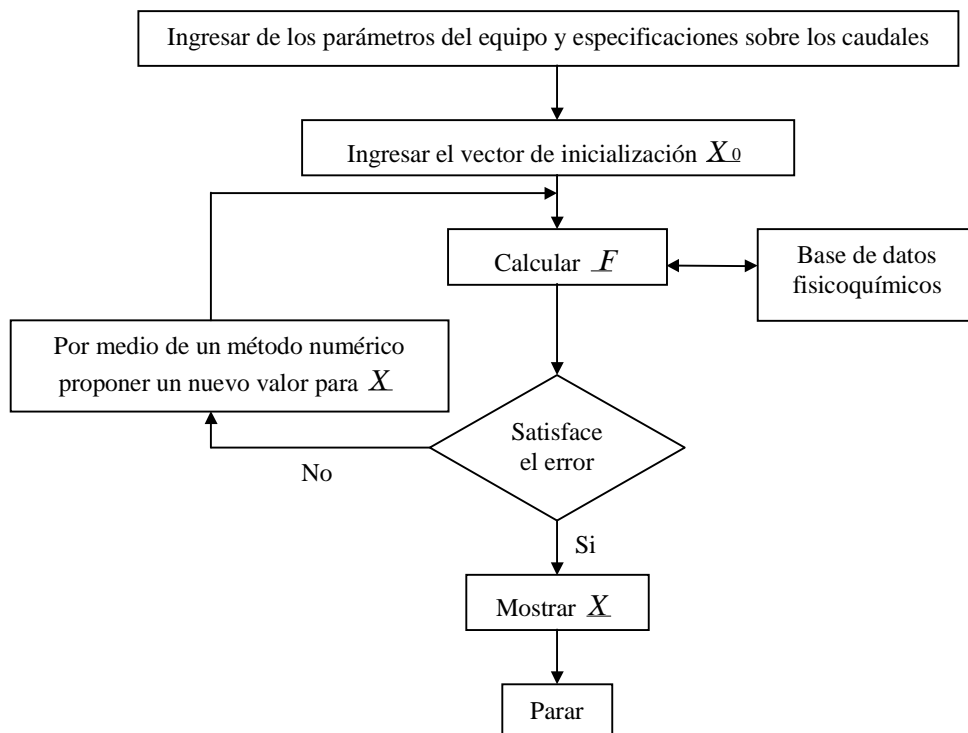 Ingresar de los parámetros del equipo y especificaciones sobre los caudales
Ingresar el vector de inicialización X 0
Calcular F
Base de datos
fisicoquímicos
Por medio de un método numérico
proponer un nuevo valor para X
Satisface
el error
No
Si
Mostrar X
Parar